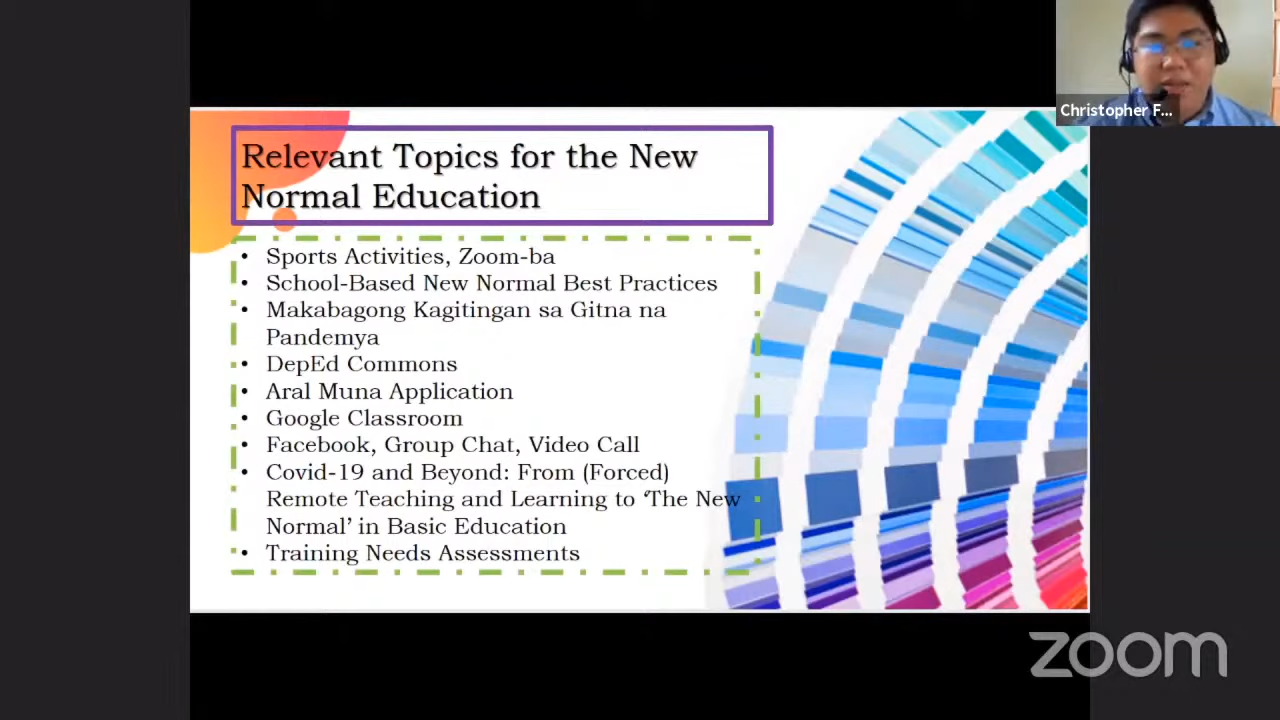 Christopher F...
Relevant Topics for the New
Normal Education
• Sports Activities, Zoom-ba
• School-Based New Normal Best Practices
• Makabagong Kagitingan sa Gitna na
Pandemya
• DepEd Commons
• Aral Muna Application
• Google Classroom
• Facebook, Group Chat, Video Call
• Covid-19 and Beyond: From (Forced)
Remote Teaching and Learning to ‘The New
Normal’ in Basic Education
• Training Needs Assessments
zoom